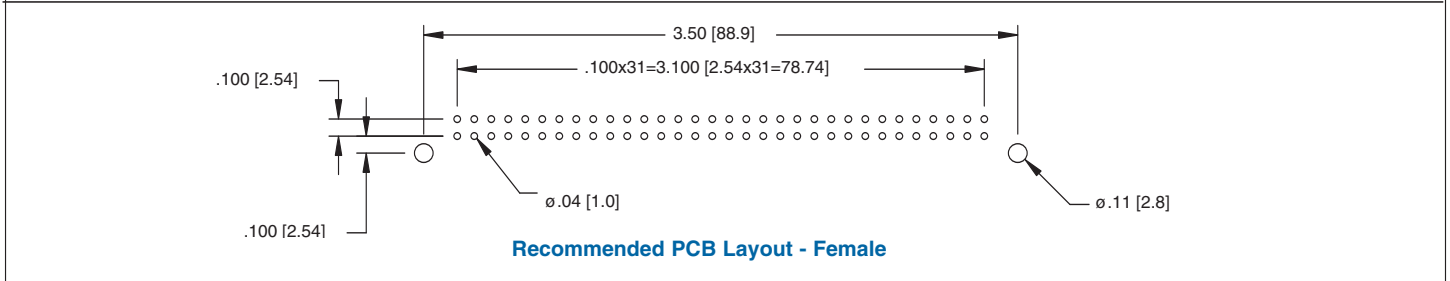 3.50 [88.9]
.100x31=3.100 [2.54x31=78.74]
.100 [2.54]
ø.04 [1.0]
ø.11 [2.8]
.100 [2.54]
Recommended PCB Layout - Female